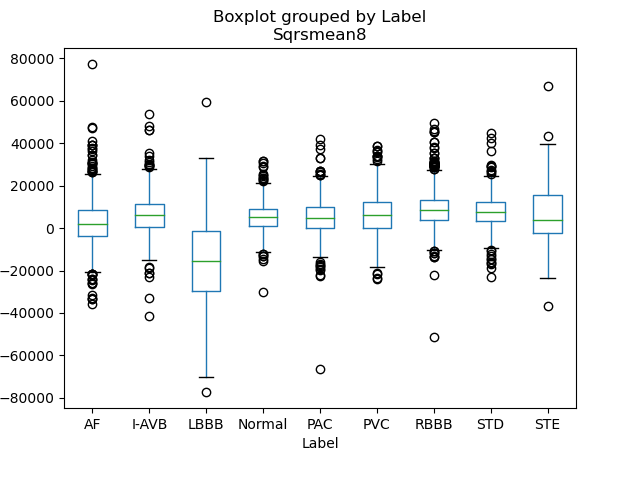 Boxplot grouped by Label
Sqrsmean8
80000
60000
40000
20000
0
−20000
−40000
−60000
−80000
AF I-AVB LBBB Normal PAC PVC RBBB STD STE
Label